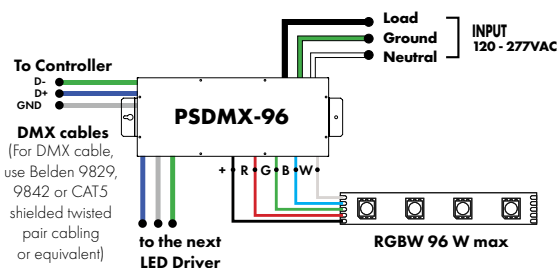 Load
Ground
Neutral
INPUT
120 - 277VAC
To Controller
D-
D+
GND
PSDMX-96
DMX cables
(For DMX cable,
use Belden 9829,
9842 or CAT5
shielded twisted
pair cabling
or equivalent)
+ R G B W
to the next
LED Driver
RGBW 96 W max